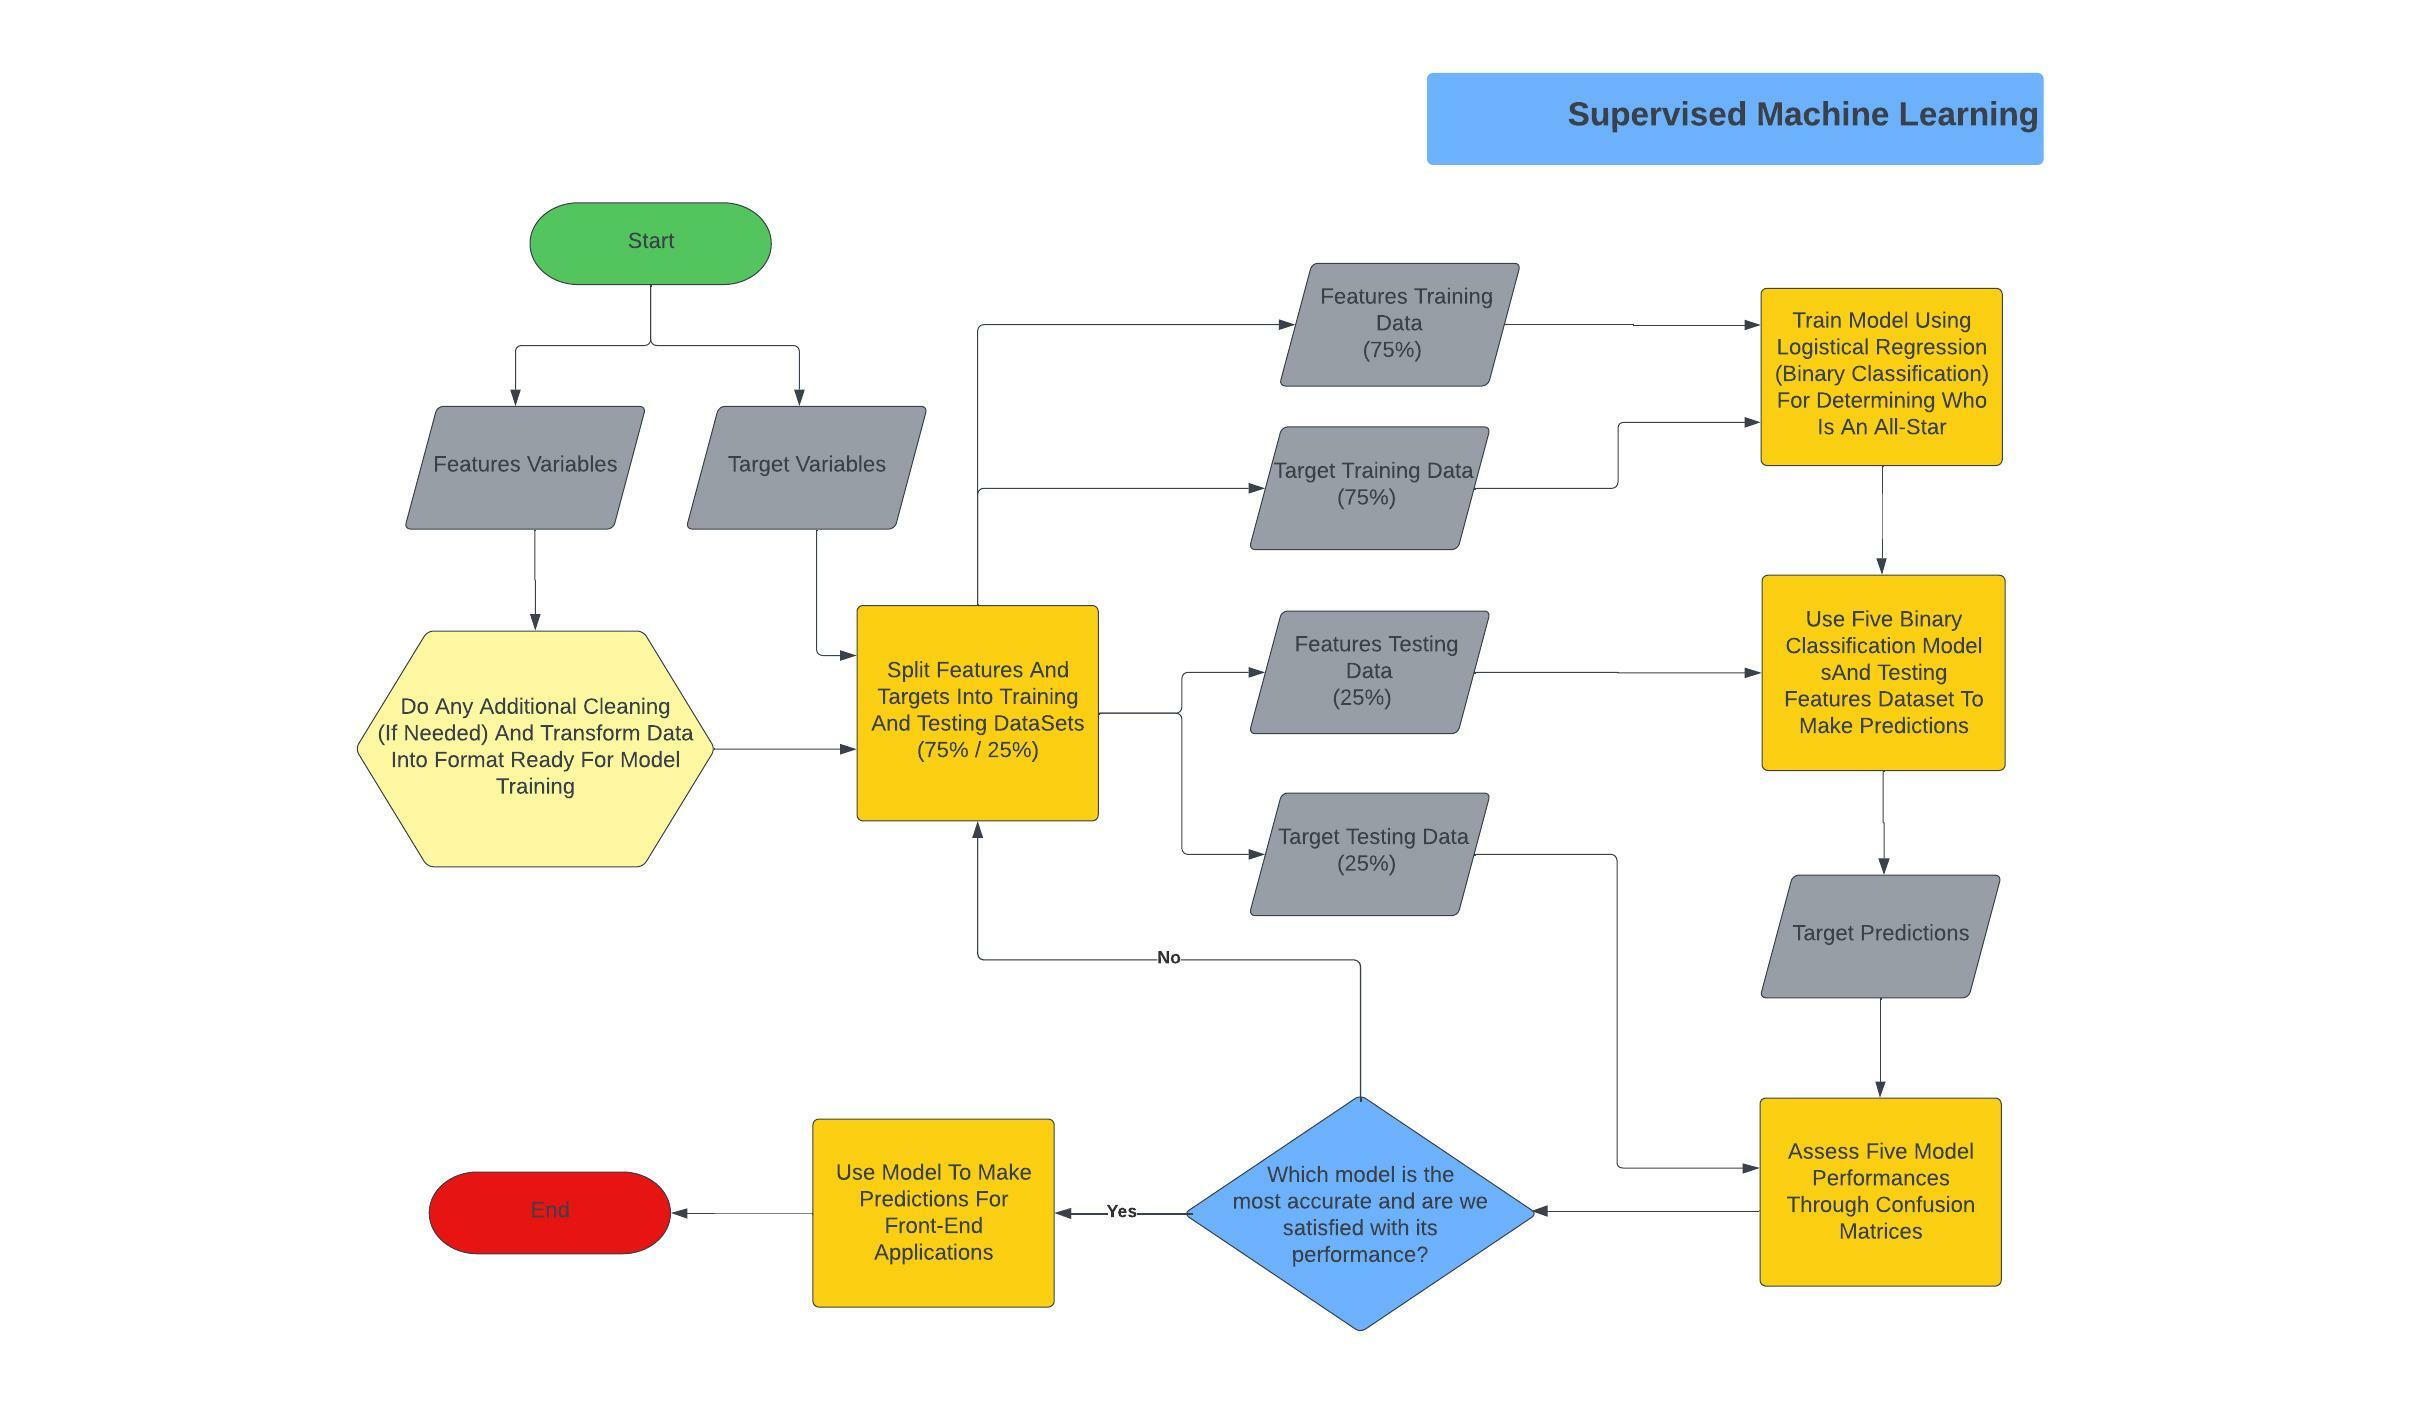 Supervised Machine Learning
Start
Features Variables
Target Variables
Do Any Additional Cleaning
(If Needed) And Transform Data
Into Format Ready For Model
Training
Split Features And
Targets Into Training
And Testing DataSets
(75% / 25%)
Features Training
Data
(75%)
Target Training Data
(75%)
Features Testing
Data
(25%)
Target Testing Data
(25%)
Train Model Using
Logistical Regression
(Binary Classification)
For Determining Who
Is An All-Star
Use Five Binary
Classification Model
sAnd Testing
Features Dataset To
Make Predictions
Target Predictions
Assess Five Model
Performances
Through Confusion
Matrices
Which model is the
most accurate and are we
satisfied with its
performance?
No
Yes
Use Model To Make
Predictions For
Front-End
Applications
End